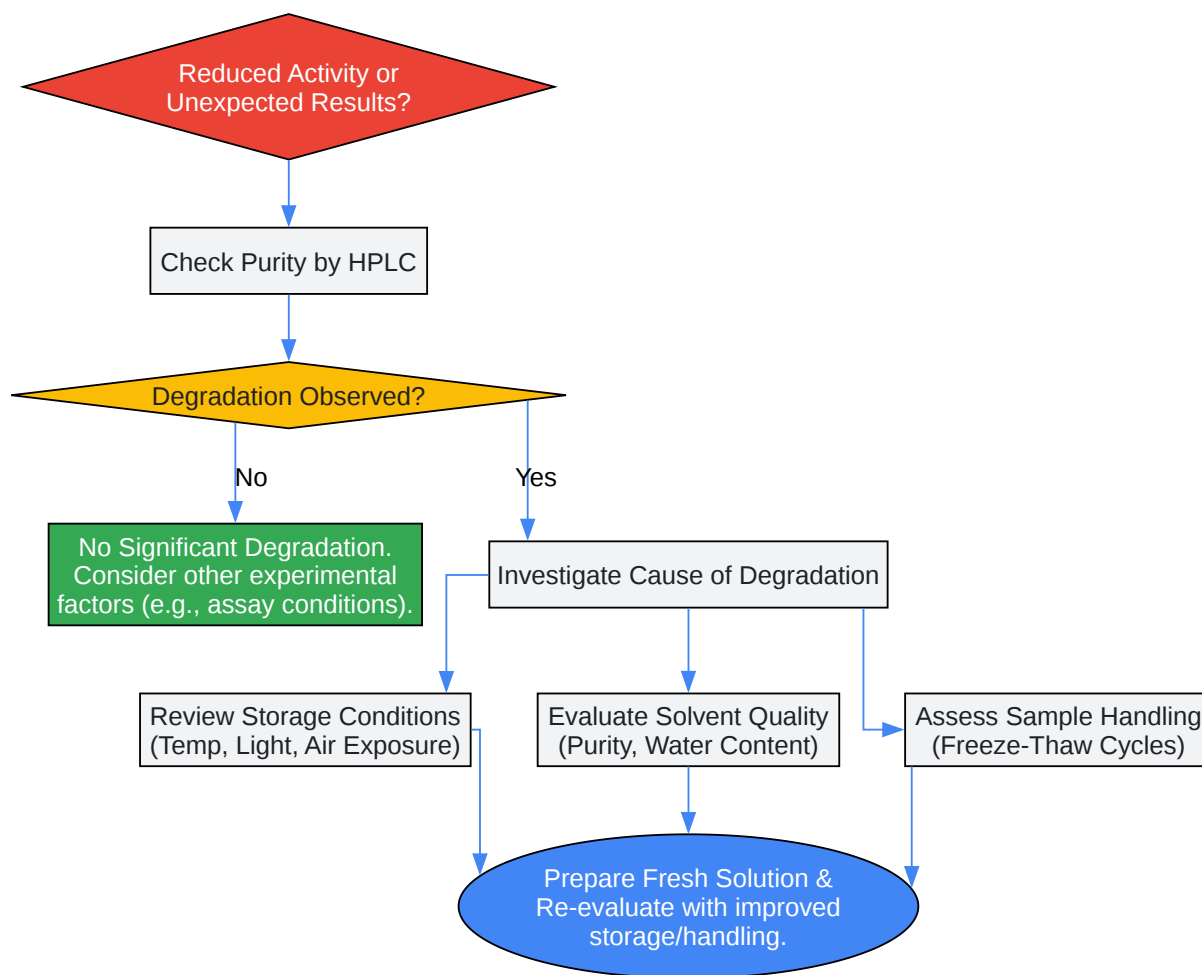 Reduced Activity or
Unexpected Results?
Check Purity by HPLC
Degradation Observed?
No
Yes
No Significant Degradation.
Consider other experimental
factors (e.g., assay conditions).
Investigate Cause of Degradation
Review Storage Conditions
(Temp, Light, Air Exposure)
Evaluate Solvent Quality
(Purity, Water Content)
Assess Sample Handling
(Freeze-Thaw Cycles)
Prepare Fresh Solution &
Re-evaluate with improved
storage/handling.